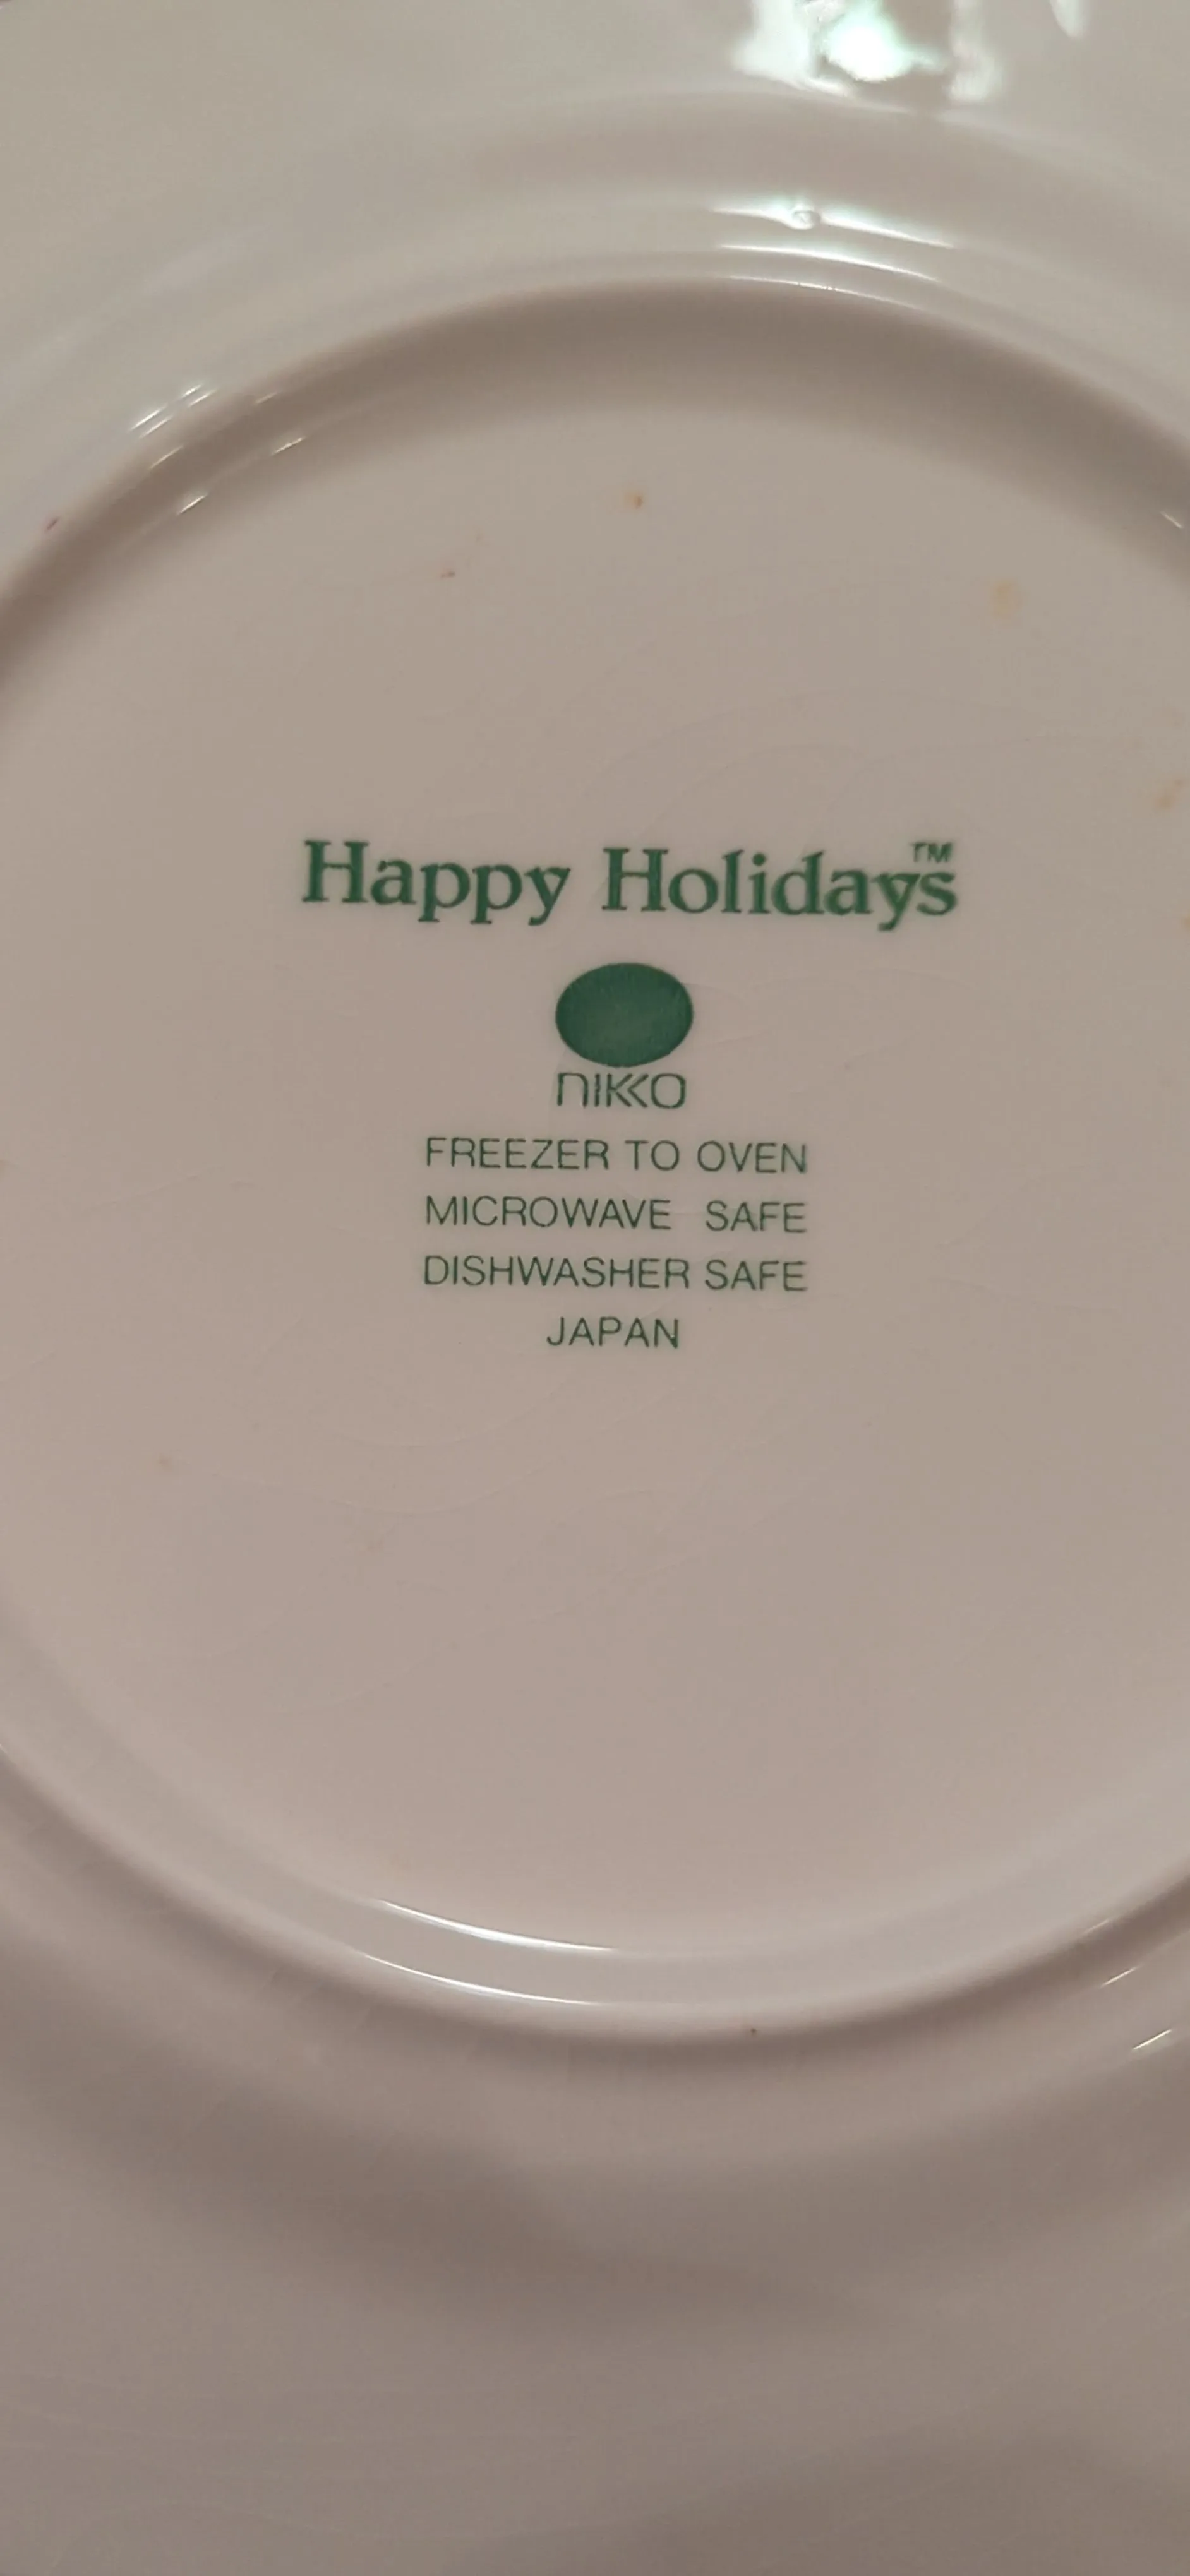 Happy Holidays™
NIKKO
FREEZER TO OVEN
MICROWAVE SAFE
DISHWASHER SAFE
JAPAN